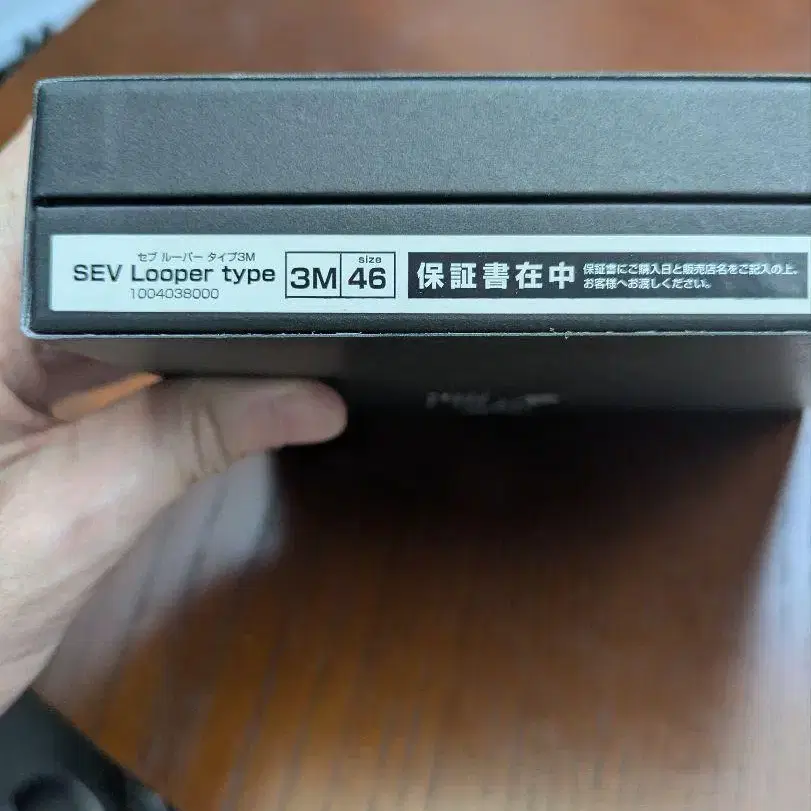 セブ ルーパー タイプ3M
SEV Looper type
1004038000
3M
size
46
保証書在中
保証書にご購入日と販売店名をご記入の上、
お客様へお渡しください。